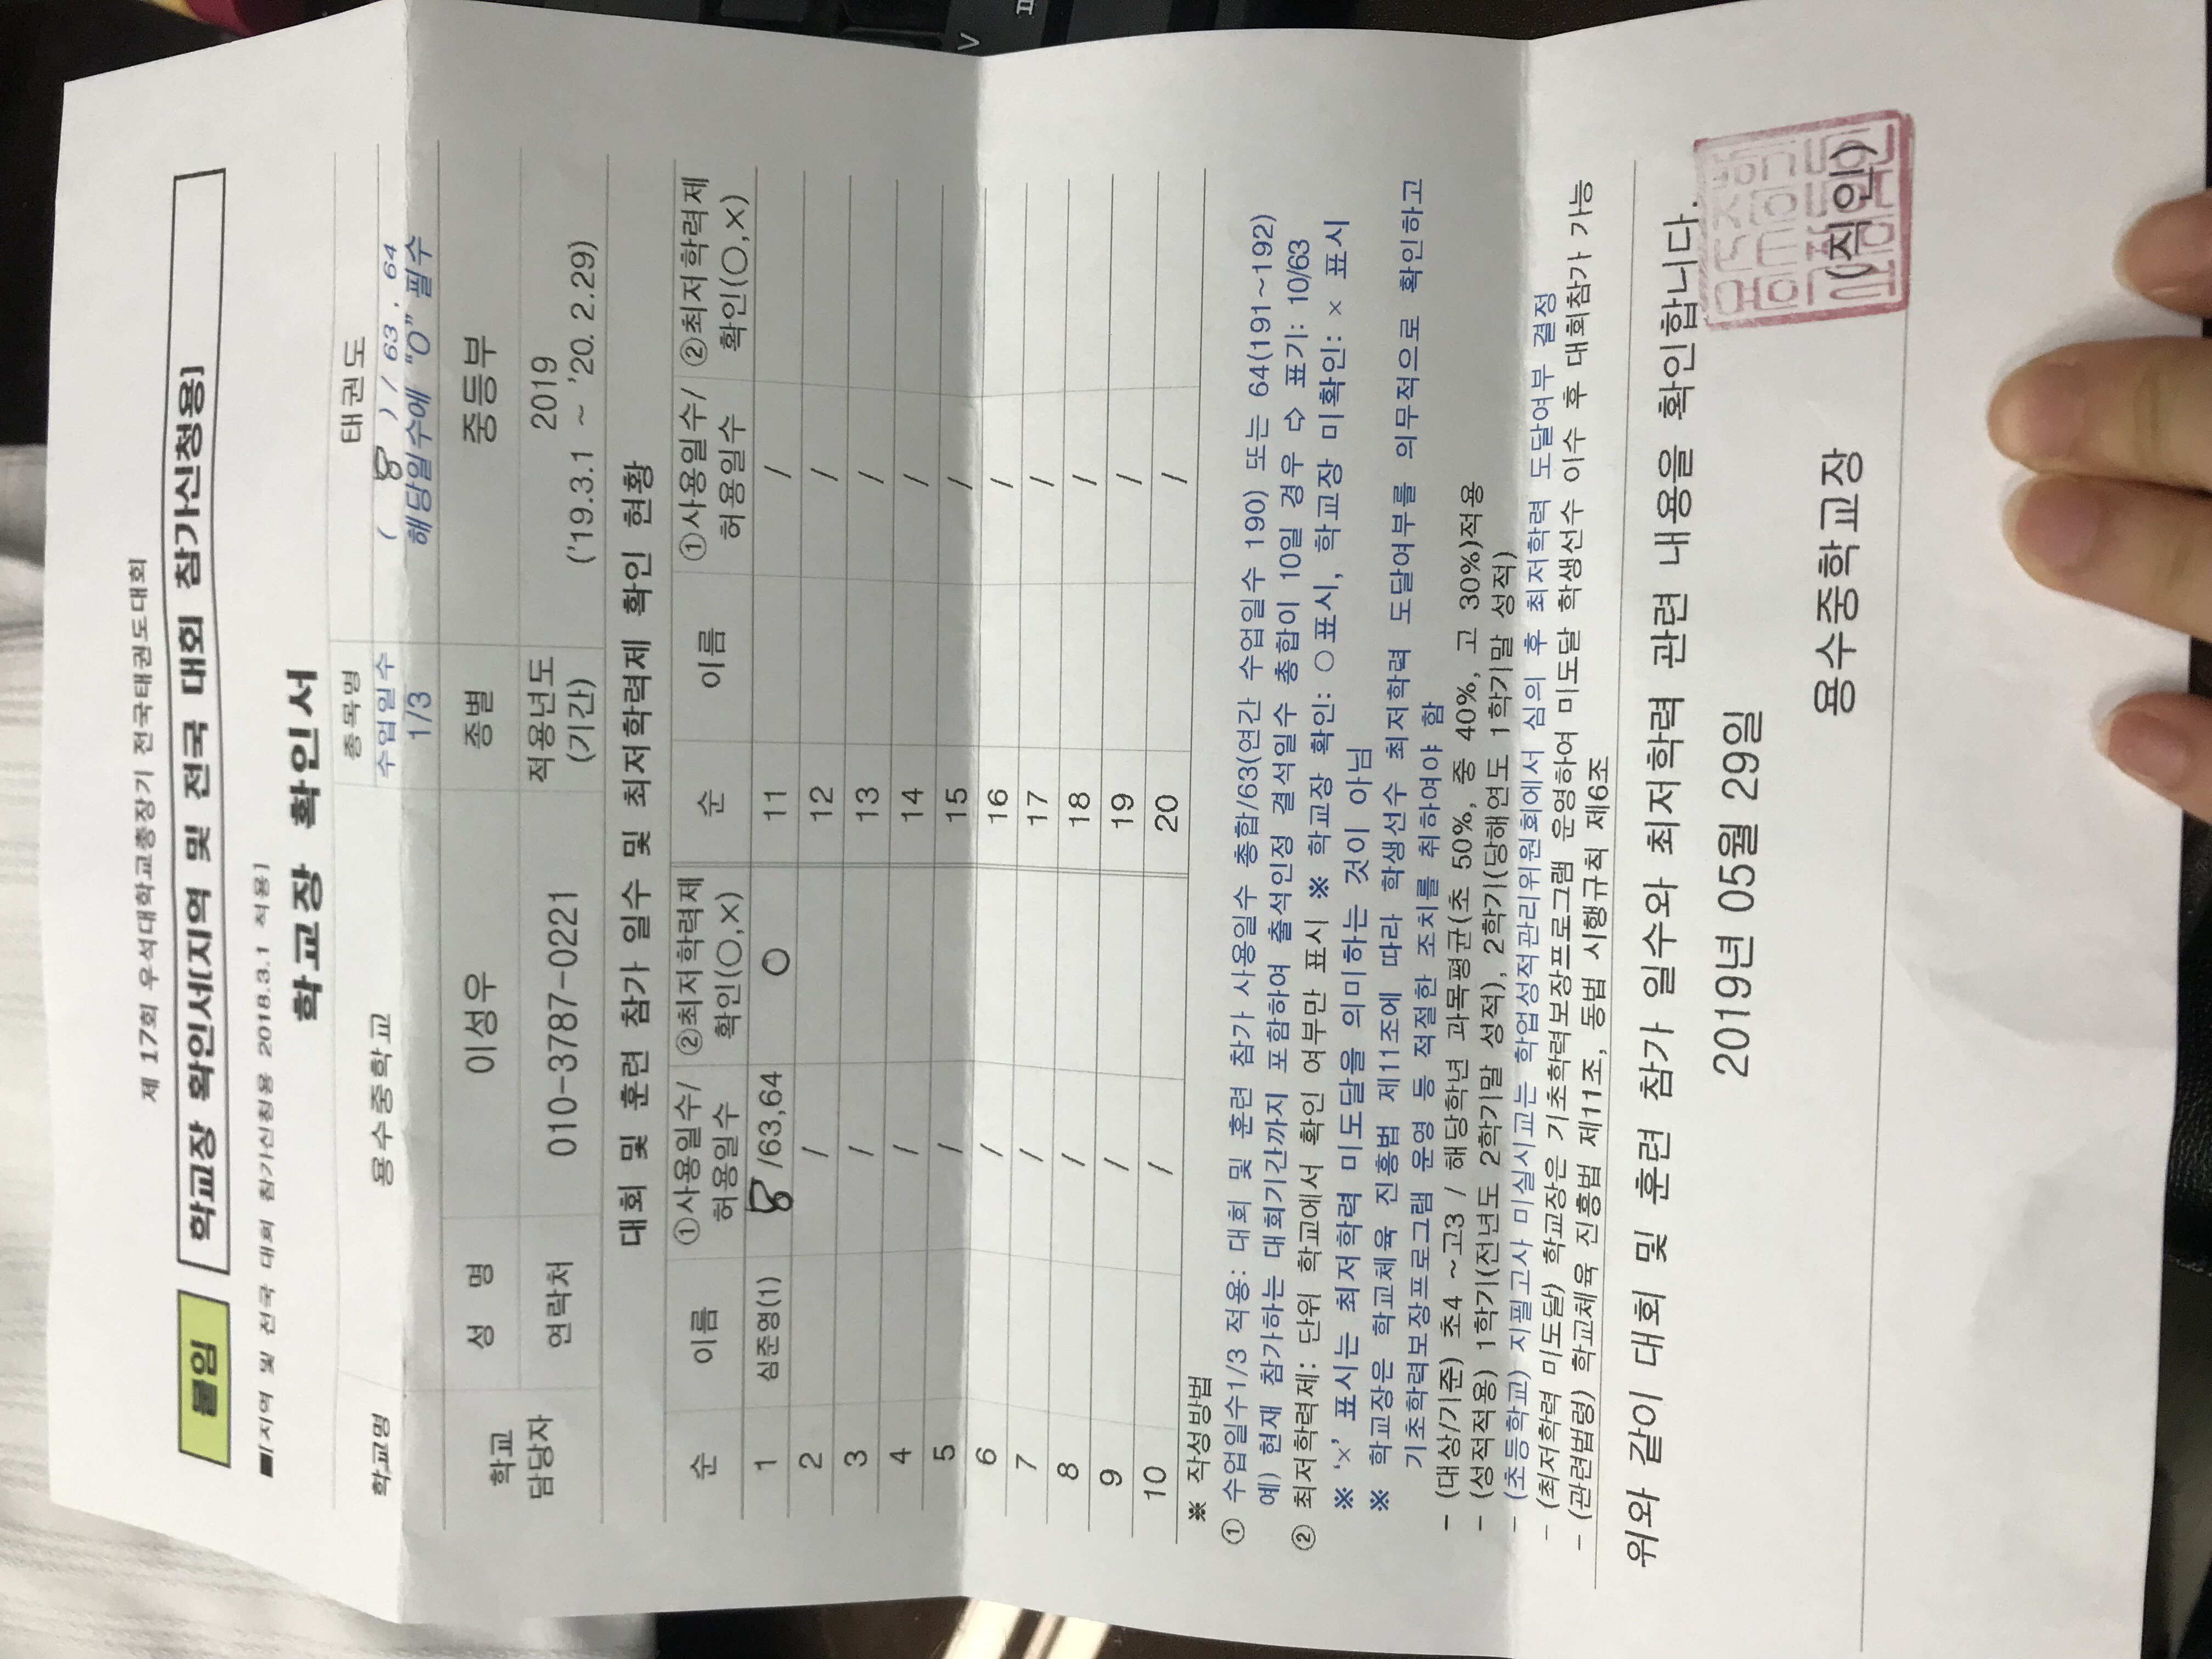 제 17회 우석대학교총장기 전국태권도대회
붙임 학교장 확인서(지역 및 전국 대회 참가신청용)
■(지역 및 전국 대회 참가신청용 2018.3.1 적용)
학교장 확인서
학교명 용수중학교 종목명 태권도
수업일수 1/3 ( 8 ) / 63, 64
해당일수에 "O" 필수
학교 담당자 성 명 이성우 종별 중등부
연락처 010-3787-0221 적용년도 (기간) 2019
('19.3.1 ~ '20. 2.29)
대회 및 훈련 참가 일수 및 최저학력제 확인 현황
순 이름 ①사용일수/허용일수 ②최저학력제 확인(○,×) 순 이름 ①사용일수/허용일수 ②최저학력제 확인(○,×)
1 심준영(1) 8/63,64 O 11 /
2 / 12 /
3 / 13 /
4 / 14 /
5 / 15 /
6 / 16 /
7 / 17 /
8 / 18 /
9 / 19 /
10 / 20 /
※ 작성방법
① 수업일수1/3 적용: 대회 및 훈련 참가 사용일수 총합/63(연간 수업일수 190) 또는 64(191~192)
예) 현재 참가하는 대회기간까지 포함하여 출석인정 결석일수 총합이 10일 경우 ⇨ 표기: 10/63
② 최저학력제: 단위 학교에서 확인 여부만 표시 ※ 학교장 확인: ○ 표시, 학교장 미확인: × 표시
※ '×' 표시는 최저학력 미도달을 의미하는 것이 아님
※ 학교장은 학교체육 진흥법 제11조에 따라 학생선수 최저학력 도달여부를 의무적으로 확인하고
기초학력보장프로그램 운영 등 적절한 조치를 취하여야 함
- (대상/기준) 초4 ~ 고3 / 해당학년 과목평균(초 50%, 중 40%, 고 30%)적용
- (성적적용) 1학기(전년도 2학기말 성적), 2학기(당해연도 1학기말 성적)
- (초등학교) 지필고사 미실시교는 학업성적관리위원회에서 심의 후 최저학력 도달여부 결정
- (최저학력 미도달) 학교장은 기초학력보장프로그램 운영하여 미도달 학생선수 이수 후 대회참가 가능
- (관련법령) 학교체육 진흥법 제11조, 동법 시행규칙 제6조
위와 같이 대회 및 훈련 참가 일수와 최저학력 관련 내용을 확인합니다.
2019년 05월 29일
용수중학교장 (직인)